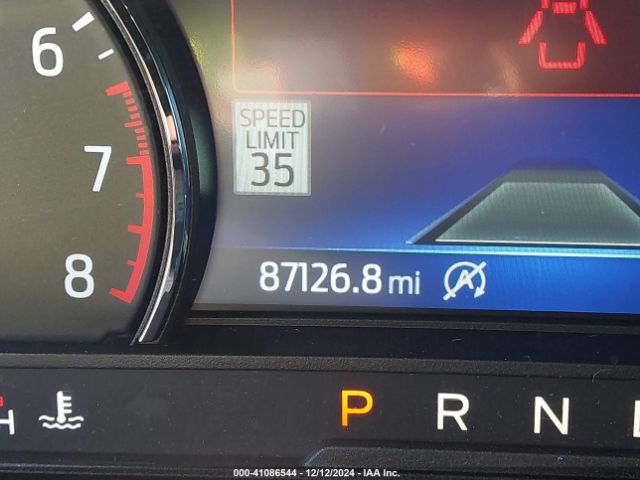 6
7
8
SPEED
LIMIT
35
87126.8 mi
A
H
P R N
000-41086544 - 12/12/2024 - IAA Inc.